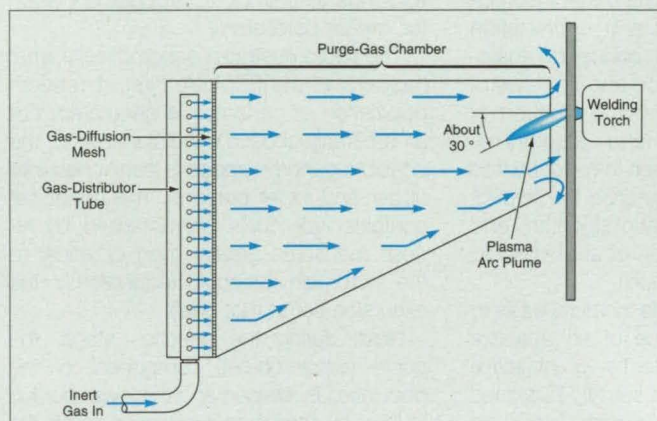 Purge-Gas Chamber
Welding
Torch
Gas-Diffusion
Mesh
About
30°
Gas-Distributor
Tube
Plasma
Arc Plume
Inert
Gas In